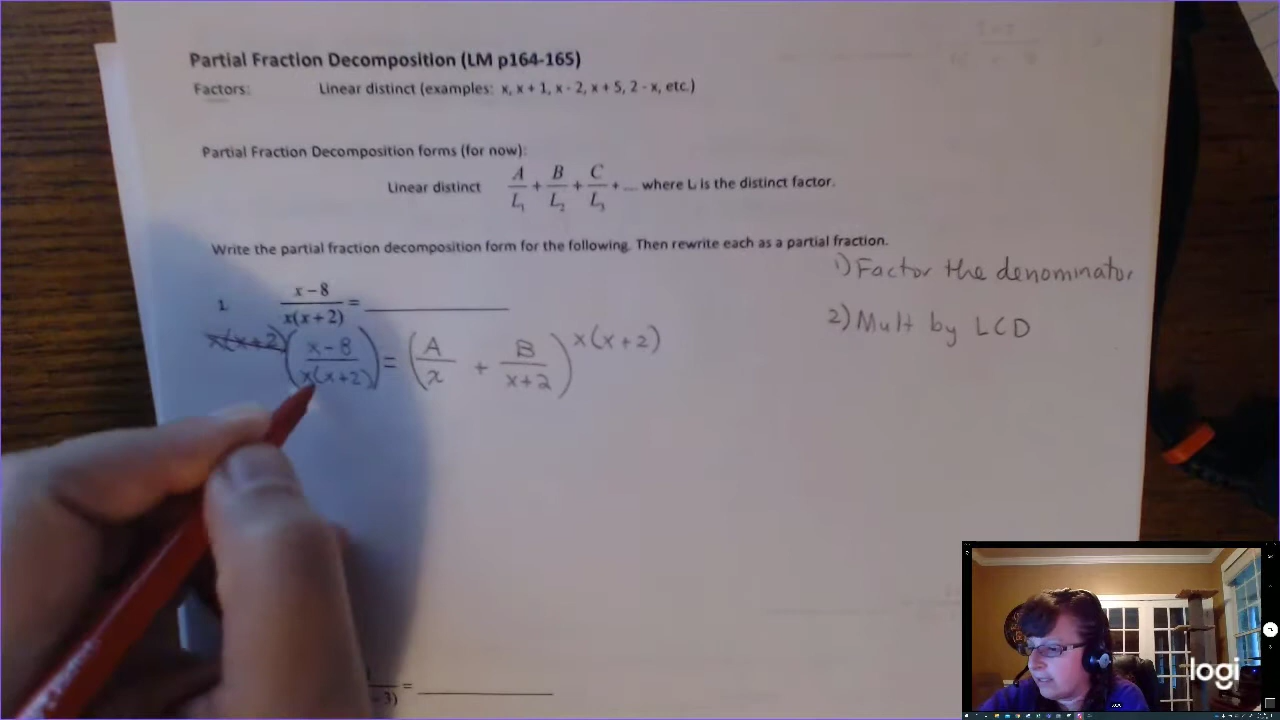 Partial Fraction Decomposition (LM p164-165)
Factors: Linear distinct (examples: x, x + 1, x - 2, x + 5, 2 - x, etc.)
Partial Fraction Decomposition forms (for now):
Linear distinct A/L₁ + B/L₂ + C/L₃ + ... where L is the distinct factor.
Write the partial fraction decomposition form for the following. Then rewrite each as a partial fraction.
1) Factor the denominator
1. x – 8 / x(x + 2) = ________
2) Mult by LCD
x(x+2) (x-8 / x(x+2)) = (A / x + B / x+2) x(x+2)
-3) = ________
logi